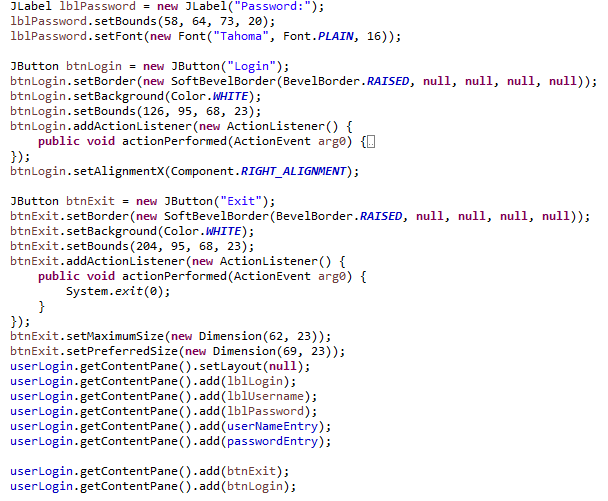 JLabel lblPassword = new JLabel("Password:");
lblPassword.setBounds(58, 64, 73, 20);
lblPassword.setFont(new Font("Tahoma", Font.PLAIN, 16));

JButton btnLogin = new JButton("Login");
btnLogin.setBorder(new SoftBevelBorder(BevelBorder.RAISED, null, null, null, null));
btnLogin.setBackground(Color.WHITE);
btnLogin.setBounds(126, 95, 68, 23);
btnLogin.addActionListener(new ActionListener() {
    public void actionPerformed(ActionEvent arg0) {..
});
btnLogin.setAlignmentX(Component.RIGHT_ALIGNMENT);

JButton btnExit = new JButton("Exit");
btnExit.setBorder(new SoftBevelBorder(BevelBorder.RAISED, null, null, null, null));
btnExit.setBackground(Color.WHITE);
btnExit.setBounds(204, 95, 68, 23);
btnExit.addActionListener(new ActionListener() {
    public void actionPerformed(ActionEvent arg0) {
        System.exit(0);
    }
});
btnExit.setMaximumSize(new Dimension(62, 23));
btnExit.setPreferredSize(new Dimension(69, 23));
userLogin.getContentPane().setLayout(null);
userLogin.getContentPane().add(lblLogin);
userLogin.getContentPane().add(lblUsername);
userLogin.getContentPane().add(lblPassword);
userLogin.getContentPane().add(userNameEntry);
userLogin.getContentPane().add(passwordEntry);

userLogin.getContentPane().add(btnExit);
userLogin.getContentPane().add(btnLogin);